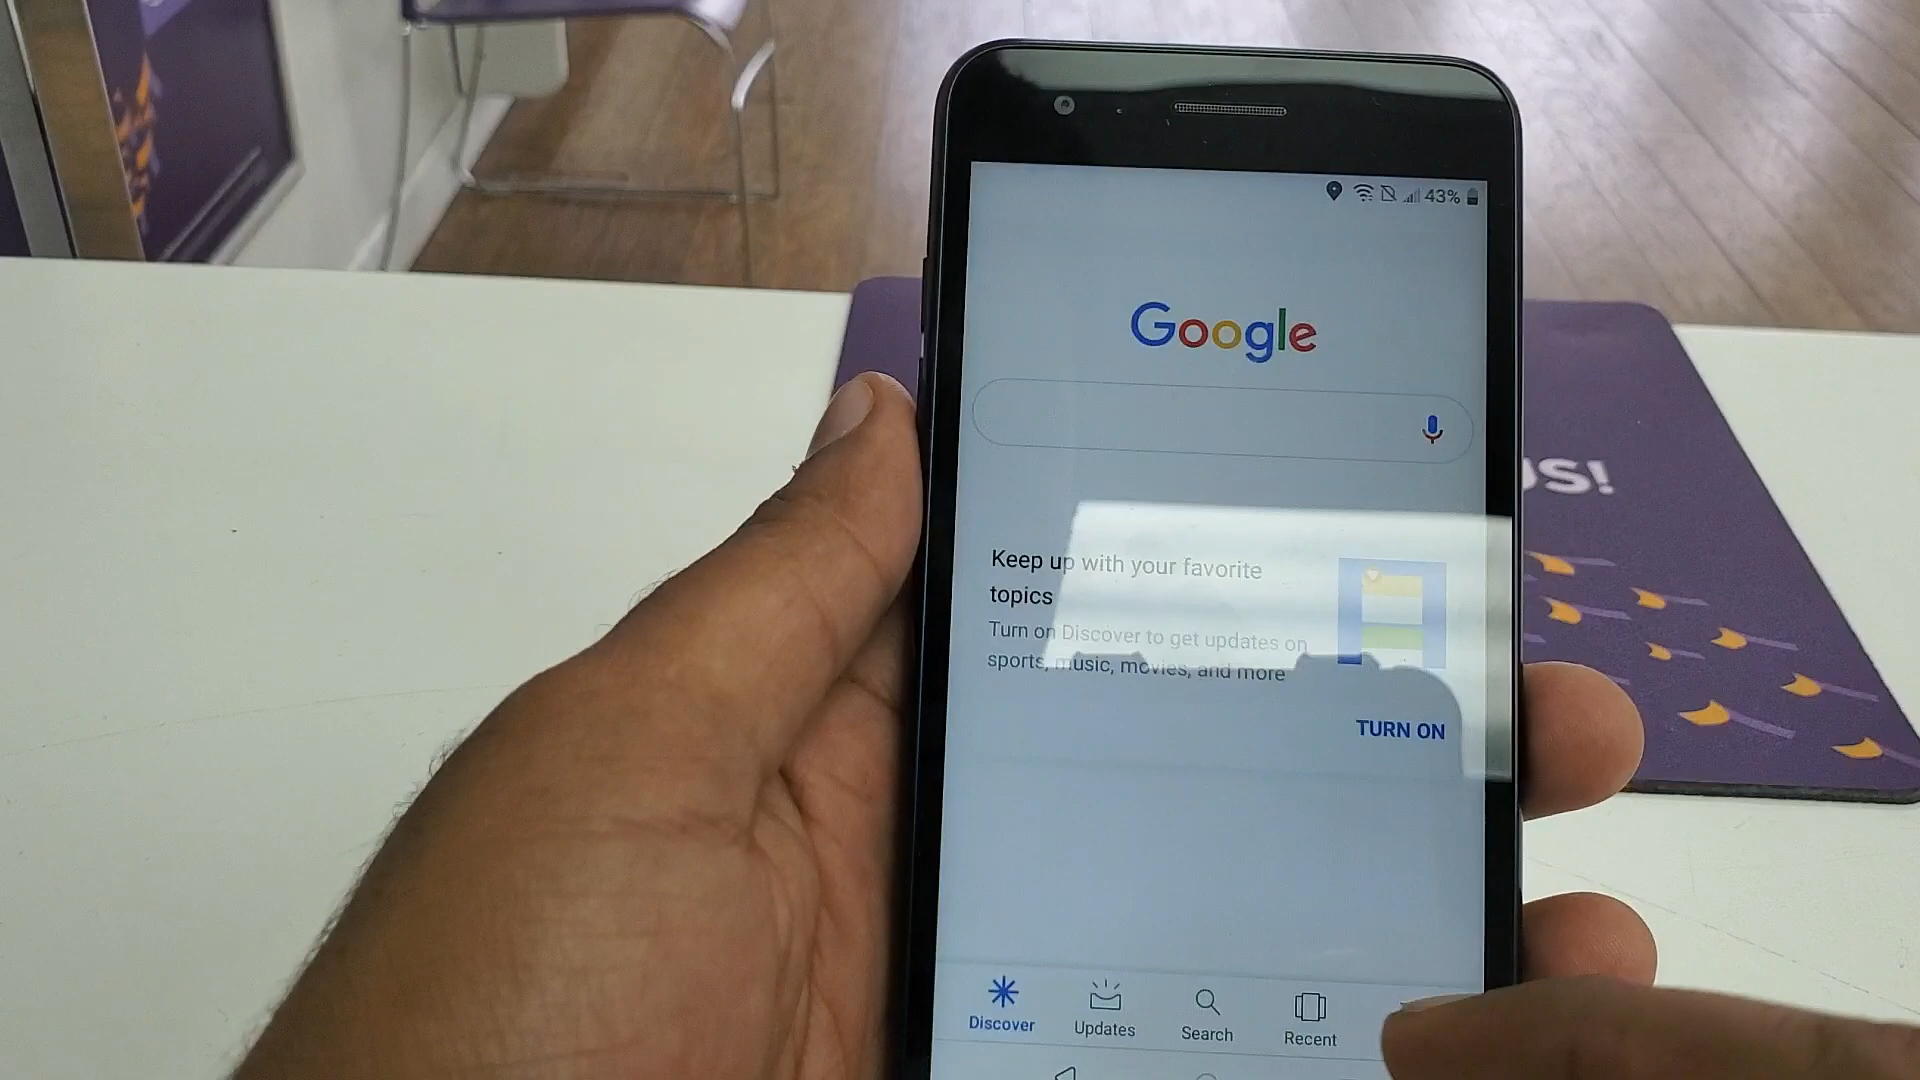 43%
Google
Keep up with your favorite
topics
Turn on Discover to get updates on
sports, music, movies, and more
TURN ON
Discover
Updates
Search
Recent